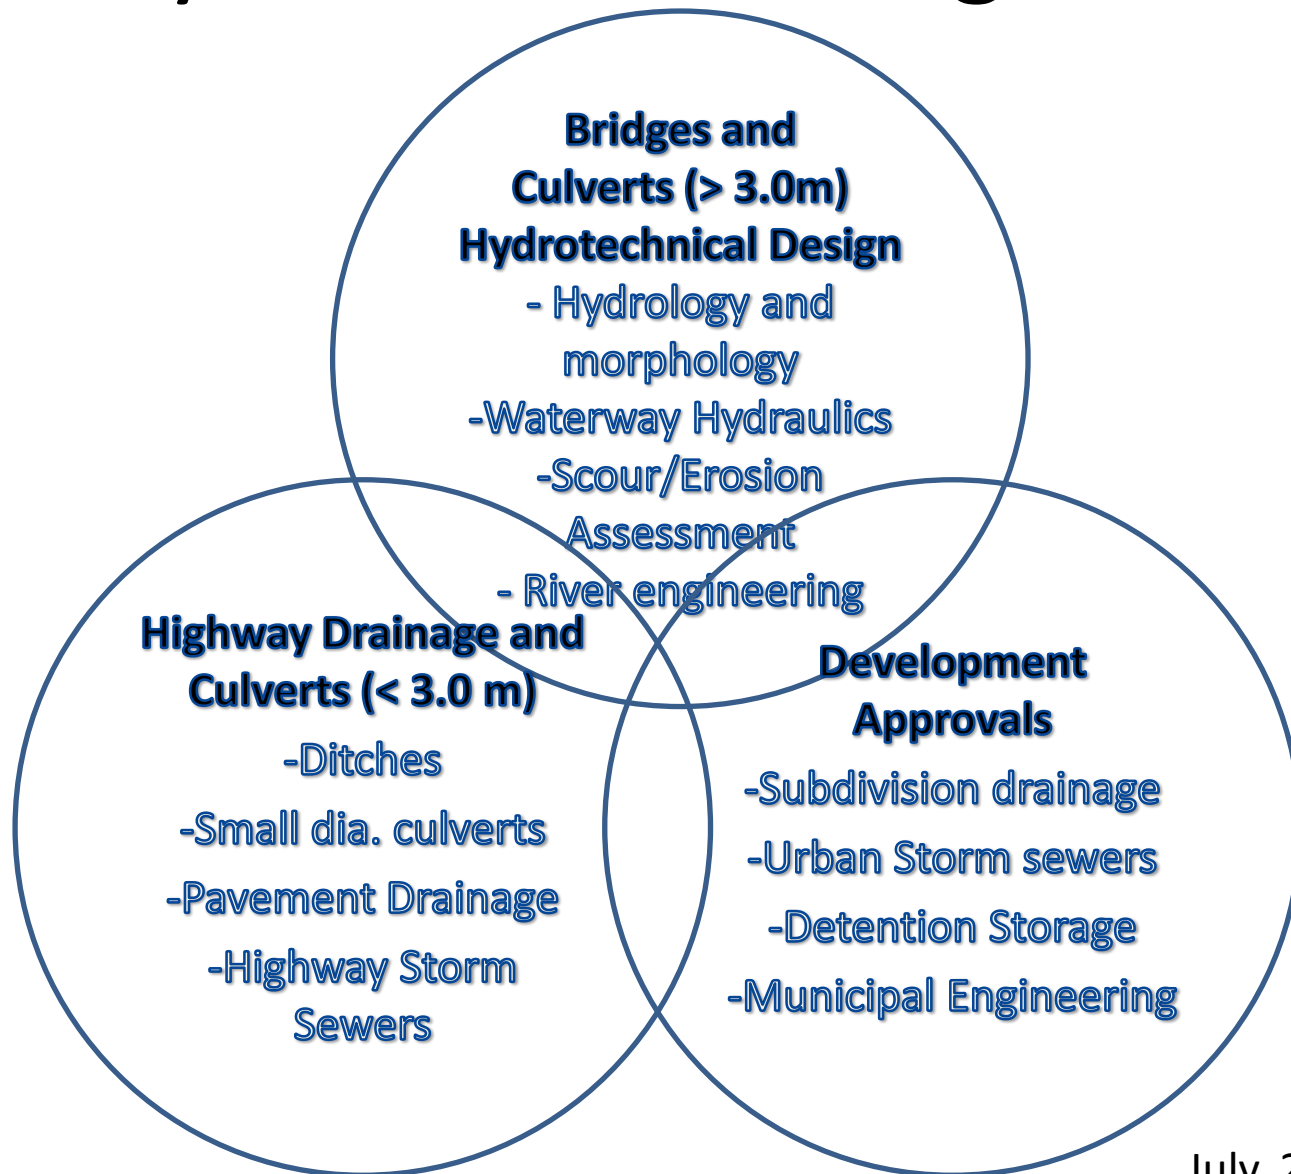 Bridges and
Culverts (> 3.0m)
Hydrotechnical Design
- Hydrology and
morphology
-Waterway Hydraulics
-Scour/Erosion
Assessment
- River engineering
Highway Drainage and
Culverts (< 3.0 m)
-Ditches
-Small dia. culverts
-Pavement Drainage
-Highway Storm
Sewers
Development
Approvals
-Subdivision drainage
-Urban Storm sewers
-Detention Storage
-Municipal Engineering
July,